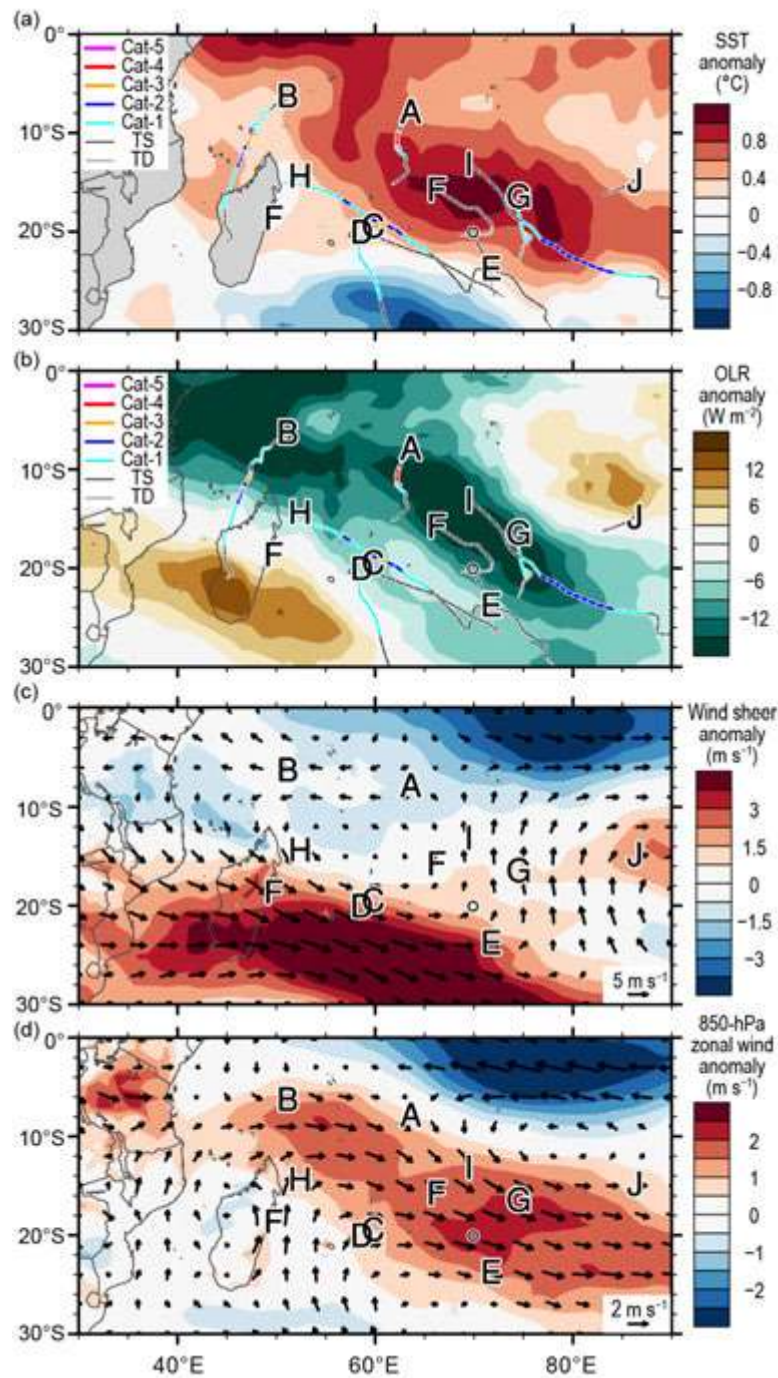 (a)
0°
10°S
20°S
30°S
Cat-5
Cat-4
Cat-3
Cat-2
Cat-1
TS
TD
B
A
H
I
F
J
G
F
D
C
E
SST
anomaly
(°C)
0.8
0.4
0
−0.4
−0.8
(b)
0°
10°S
20°S
30°S
Cat-5
Cat-4
Cat-3
Cat-2
Cat-1
TS
TD
B
A
H
I
F
J
G
F
D
C
E
OLR
anomaly
(W m⁻²)
12
6
0
−6
−12
(c)
0°
10°S
20°S
30°S
B
A
H
I
F
J
G
F
D
C
E
5 m s⁻¹
Wind sheer
anomaly
(m s⁻¹)
3
1.5
0
−1.5
−3
(d)
0°
10°S
20°S
30°S
B
A
H
I
F
J
G
F
D
C
E
2 m s⁻¹
850-hPa
zonal wind
anomaly
(m s⁻¹)
2
1
0
−1
−2
40°E
60°E
80°E